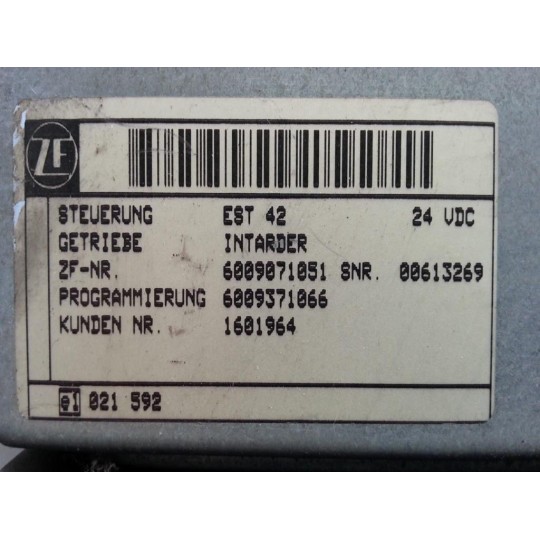 ZF
STEUERUNG EST 42 24 VDC
GETRIEBE INTARDER
ZF-NR. 6009071051 SNR. 00613269
PROGRAMMIERUNG 6009371066
KUNDEN NR. 1601964
e1 021 592